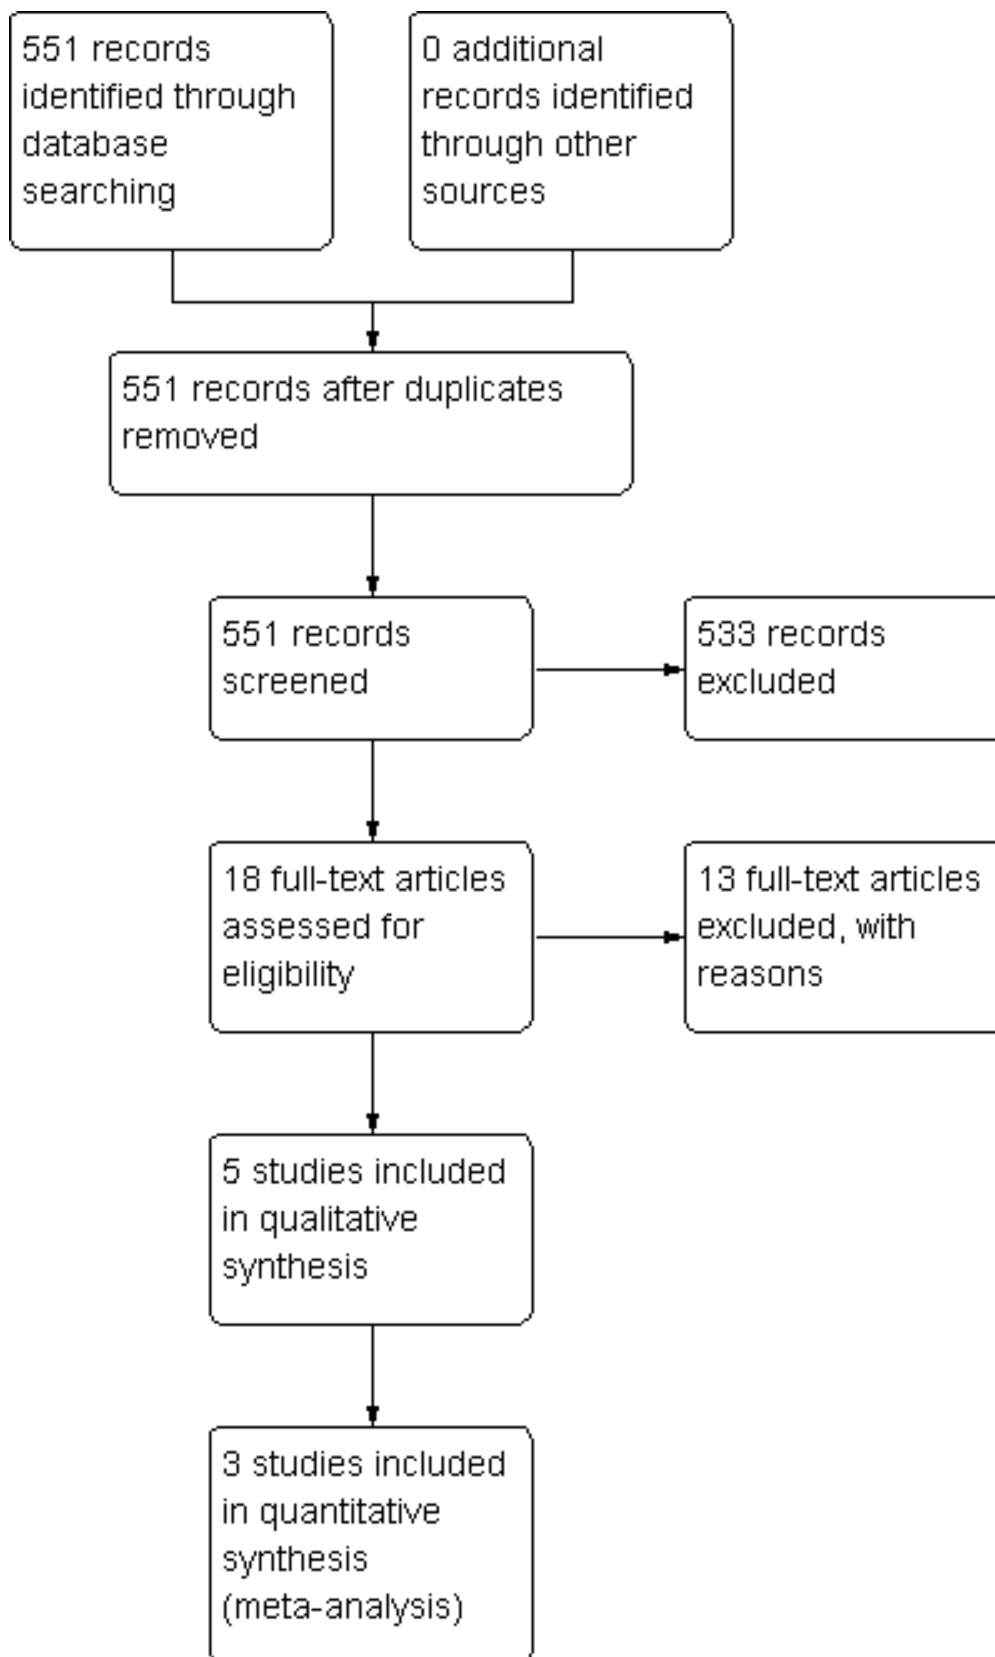 551 records
identified through
database
searching
0 additional
records identified
through other
sources
551 records after duplicates
removed
551 records
screened
533 records
excluded
18 full-text articles
assessed for
eligibility
13 full-text articles
excluded, with
reasons
5 studies included
in qualitative
synthesis
3 studies included
in quantitative
synthesis
(meta-analysis)